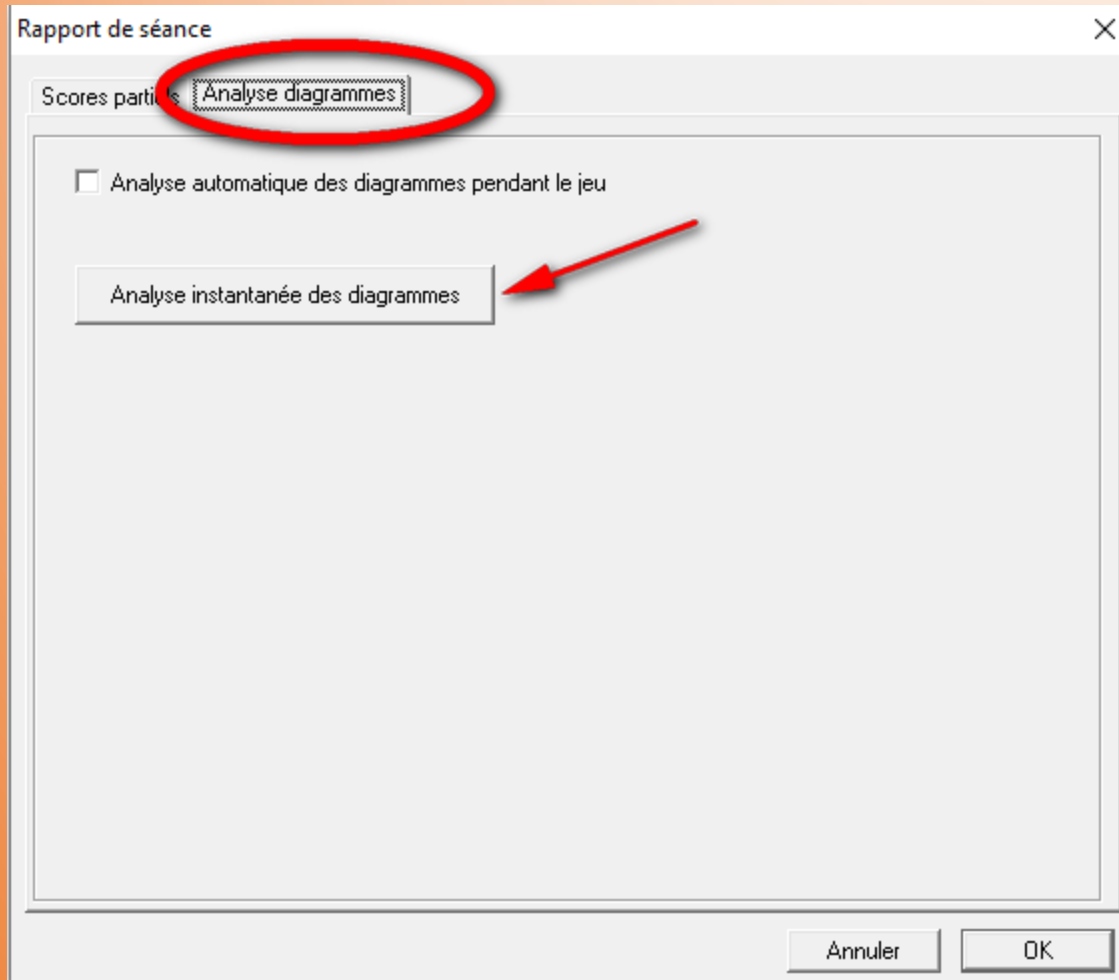 Rapport de séance
Scores partiels Analyse diagrammes
Analyse automatique des diagrammes pendant le jeu
Analyse instantanée des diagrammes
Annuler OK